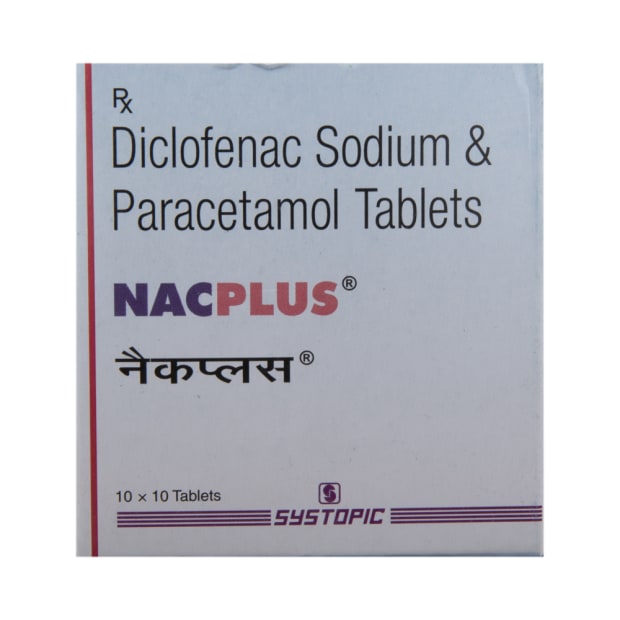 Rx
Diclofenac Sodium &
Paracetamol Tablets
NACPLUS®
नैकप्लस®
10 × 10 Tablets
S
SYSTOPIC